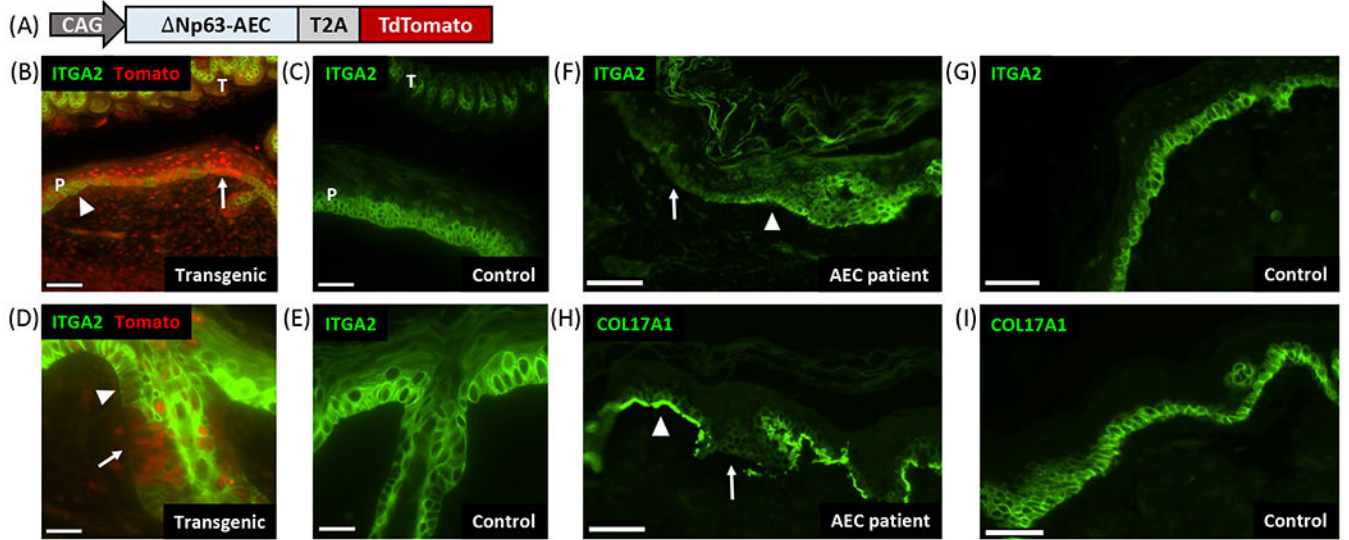 (A) CAG ΔNp63-AEC T2A TdTomato
(B) ITGA2 Tomato
T
P
Transgenic
(C) ITGA2
T
P
Control
(F) ITGA2
AEC patient
(G) ITGA2
Control
(D) ITGA2 Tomato
Transgenic
(E) ITGA2
Control
(H) COL17A1
AEC patient
(I) COL17A1
Control